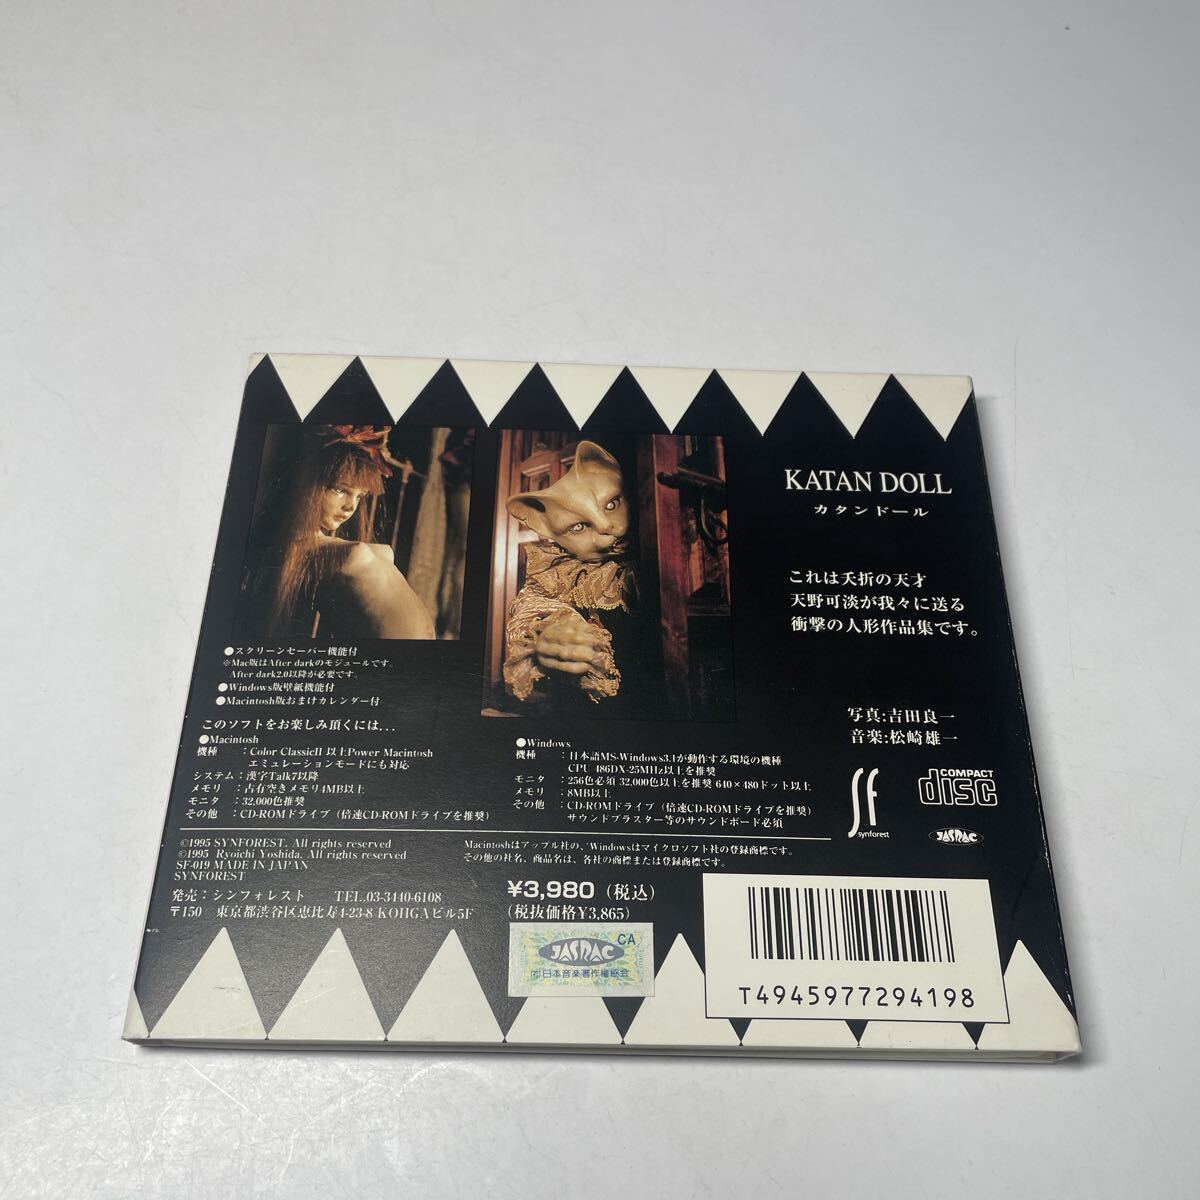 KATAN DOLL
カタンドール
これは夭折の天才
天野可淡が我々に送る
衝撃の人形作品集です。
写真:吉田良一
音楽:松崎雄一
●スクリーンセーバー機能付
※Mac版はAfter darkのモジュールです。
After dark2.0以降が必要です。
●Windows版壁紙機能付
●Macintosh版おまけカレンダー付
このソフトをお楽しみ頂くには...
●Macintosh
機種 :Color ClassicII 以上Power Macintosh
エミュレーションモードにも対応
システム:漢字Talk7以降
メモリ :占有空きメモリ4MB以上
モニタ :32,000色推奨
その他 :CD-ROMドライブ (倍速CD-ROMドライブを推奨)
●Windows
機種 :日本語MS-Windows3.1が動作する環境の機種
CPU 486DX-25MHz以上を推奨
モニタ :256色必須 32,000色以上を推奨 640×480ドット以上
メモリ :8MB以上
その他 :CD-ROMドライブ (倍速CD-ROMドライブを推奨)
サウンドブラスター等のサウンドボード必須
synforest
COMPACT
disc
JASRAC
©1995 SYNFOREST. All rights reserved
©1995 Ryoichi Yoshida. All rights reserved
SF-019 MADE IN JAPAN
SYNFOREST
Macintoshはアップル社の、Windowsはマイクロソフト社の登録商標です。
その他の社名、商品名は、各社の商標または登録商標です。
発売:シンフォレスト TEL.03-3440-6108
〒150 東京都渋谷区恵比寿4-23-8 KOHGAビル5F
¥3,980 (税込)
(税抜価格¥3,865)
CA
JASRAC
㈳日本音楽著作権協会
T4945977294198